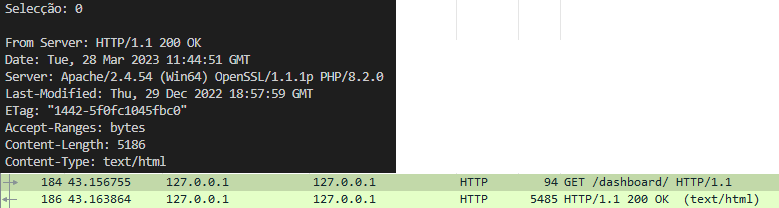 Selecção: 0
From Server: HTTP/1.1 200 OK
Date: Tue, 28 Mar 2023 11:44:51 GMT
Server: Apache/2.4.54 (Win64) OpenSSL/1.1.1p PHP/8.2.0
Last-Modified: Thu, 29 Dec 2022 18:57:59 GMT
ETag: "1442-5f0fc1045fbc0"
Accept-Ranges: bytes
Content-Length: 5186
Content-Type: text/html
184 43.156755 127.0.0.1 127.0.0.1 HTTP 94 GET /dashboard/ HTTP/1.1
186 43.163864 127.0.0.1 127.0.0.1 HTTP 5485 HTTP/1.1 200 OK (text/html)